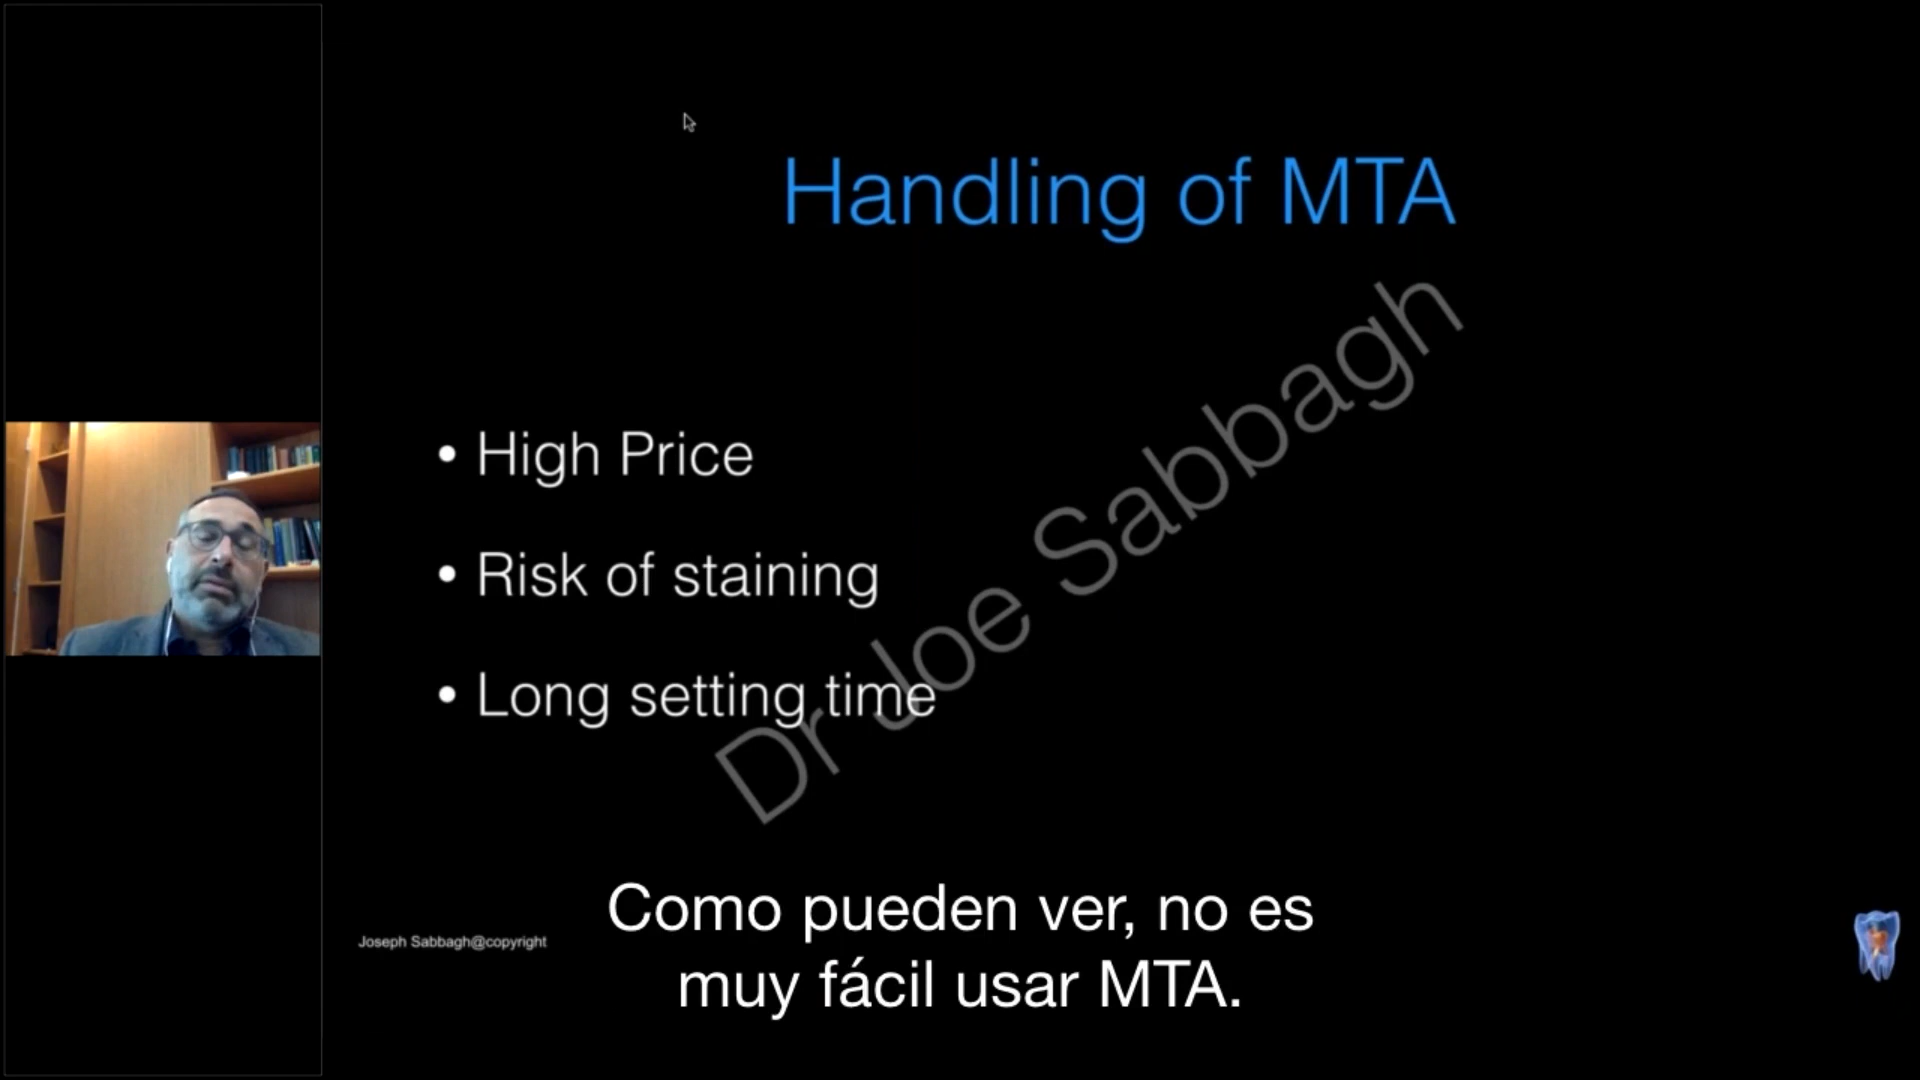 Handling of MTA
• High Price
• Risk of staining
• Long setting time
Dr Joe Sabbagh
Joseph Sabbagh@copyright
Como pueden ver, no es
muy fácil usar MTA.